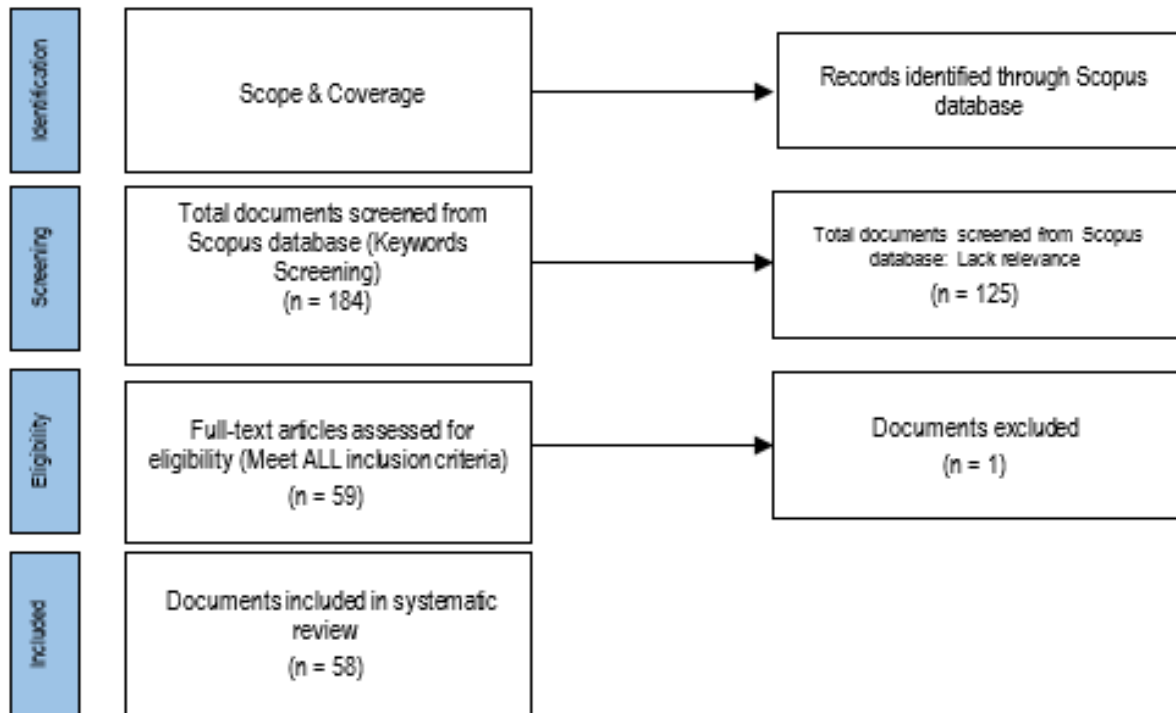 Identification
Scope & Coverage
Records identified through Scopus
database
Screening
Total documents screened from
Scopus database (Keywords
Screening)
(n = 184)
Total documents screened from Scopus
database: Lack relevance
(n = 125)
Eligibility
Full-text articles assessed for
eligibility (Meet ALL inclusion criteria)
(n = 59)
Documents excluded
(n = 1)
Included
Documents included in systematic
review
(n = 58)